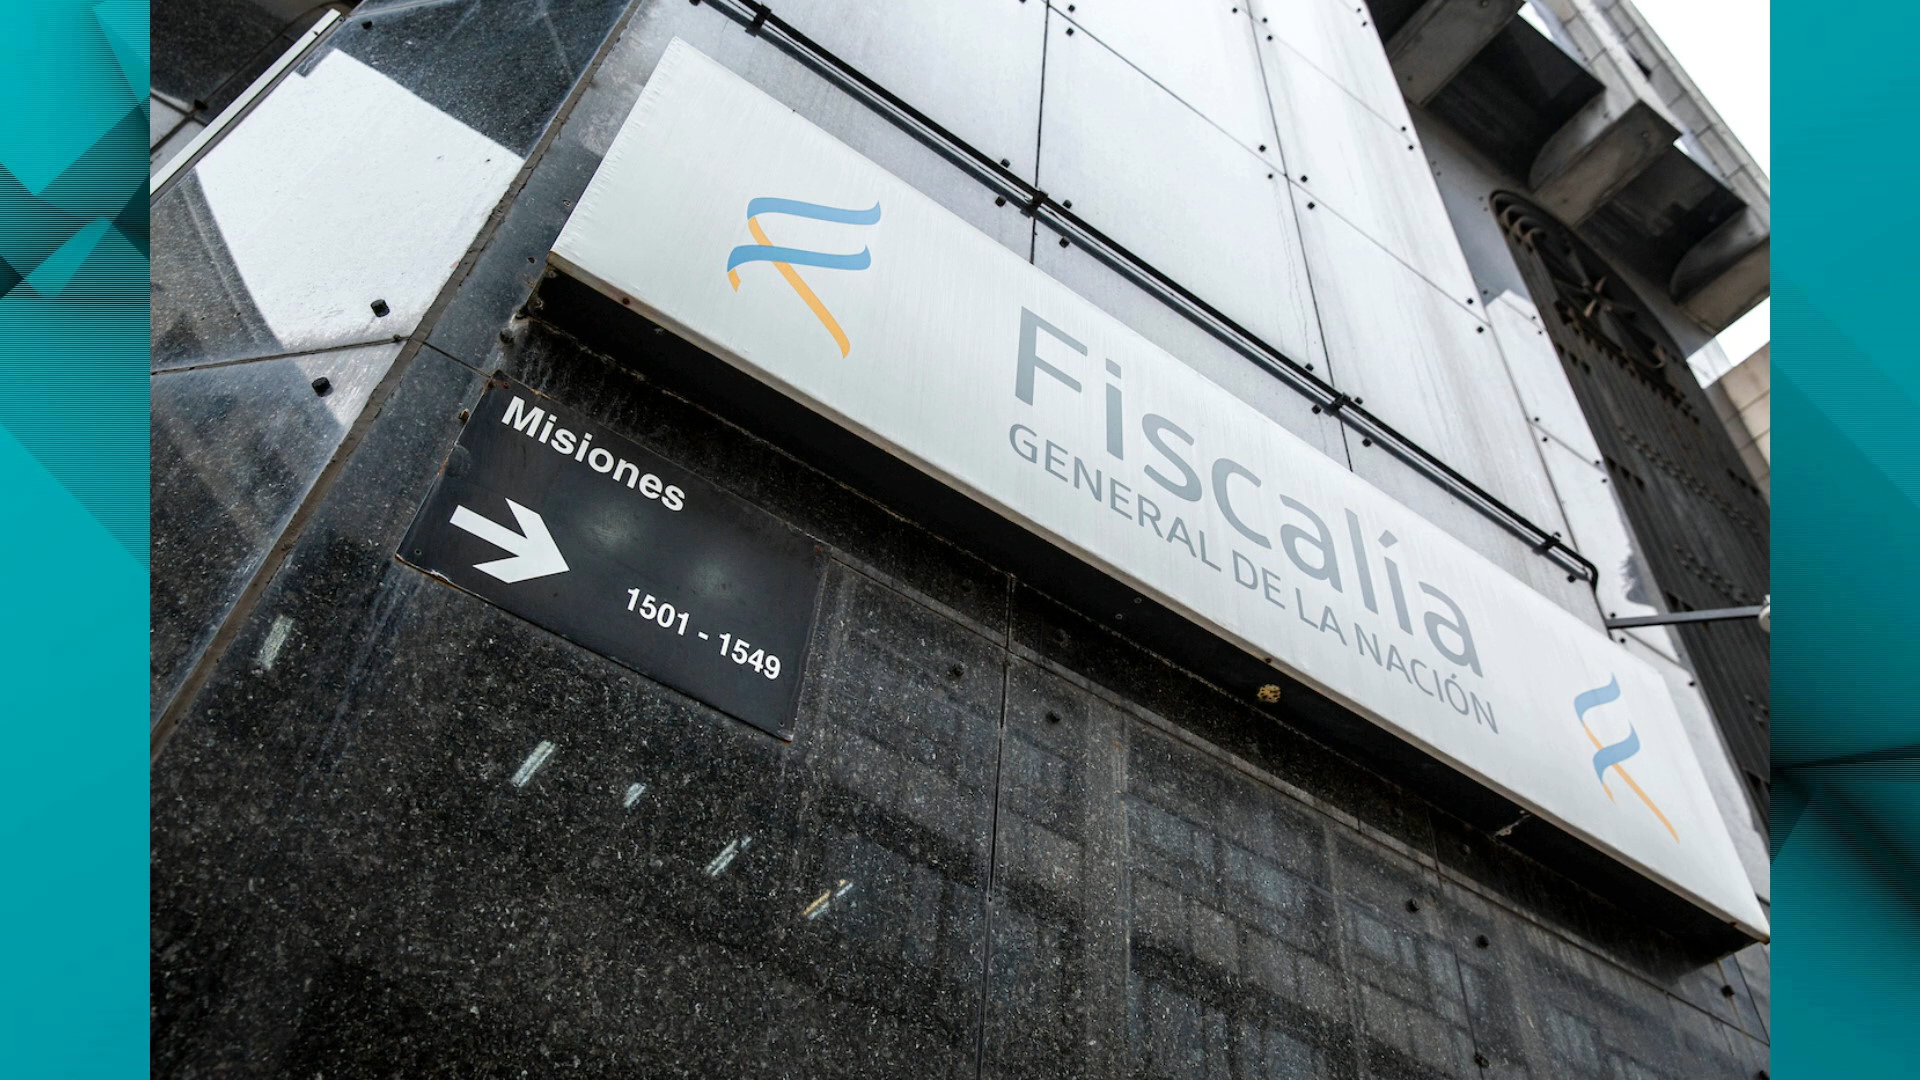 Fiscalía
GENERAL DE LA NACIÓN
Misiones
1501 - 1549